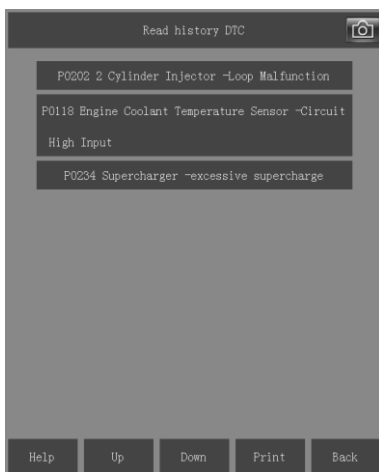 Read history DTC
P0202 2 Cylinder Injector -Loop Malfunction
P0118 Engine Coolant Temperature Sensor -Circuit
High Input
P0234 Supercharger -excessive supercharge
Help Up Down Print Back